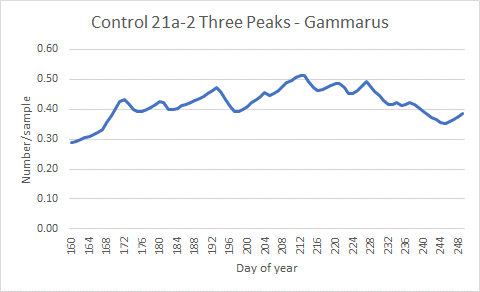 Control 21a-2 Three Peaks - Gammarus
0.60
0.50
0.40
0.30
0.20
0.10
0.00
Number/sample
160 164 168 172 176 180 184 188 192 196 200 204 208 212 216 220 224 228 232 236 240 244 248
Day of year